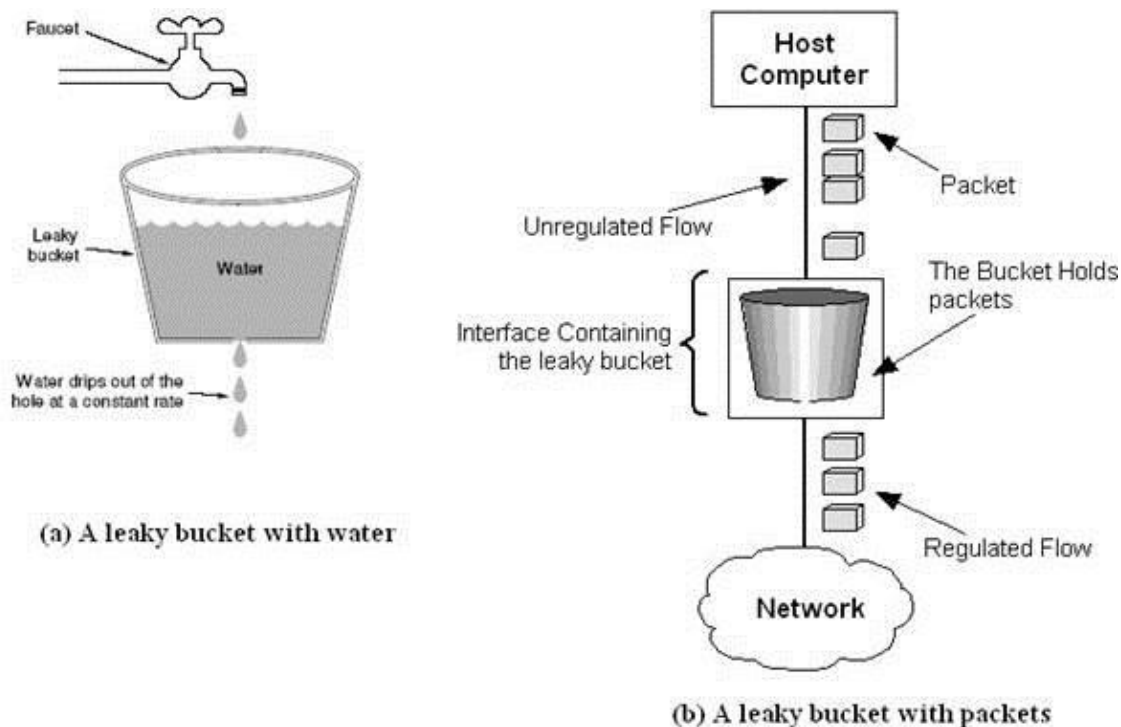 Faucet
Leaky
bucket
Water
Water drips out of the
hole at a constant rate
(a) A leaky bucket with water
Host
Computer
Packet
Unregulated Flow
The Bucket Holds
packets
Interface Containing
the leaky bucket
Regulated Flow
Network
(b) A leaky bucket with packets